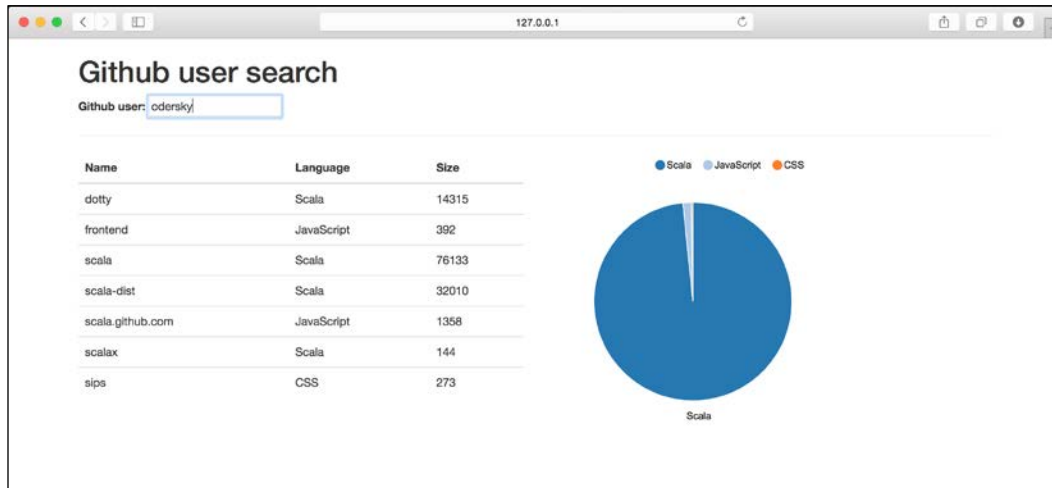 127.0.0.1
Github user search
Github user: odersky
Name Language Size
dotty Scala 14315
frontend JavaScript 392
scala Scala 76133
scala-dist Scala 32010
scala.github.com JavaScript 1358
scalax Scala 144
sips CSS 273
Scala JavaScript CSS
Scala